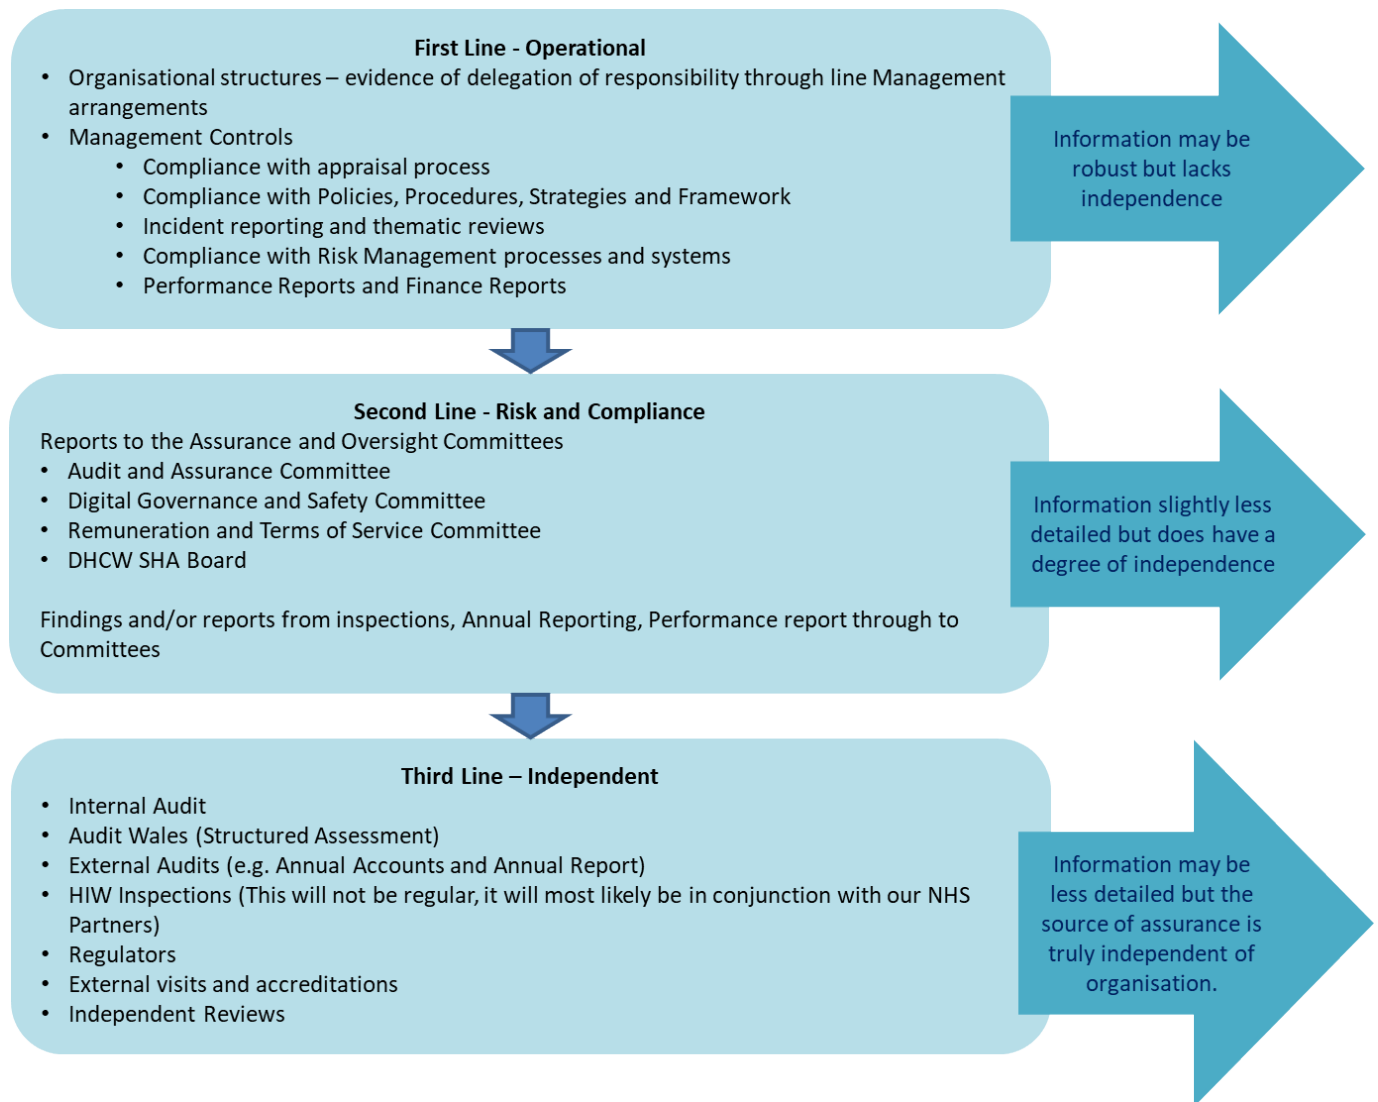 First Line - Operational
• Organisational structures – evidence of delegation of responsibility through line Management
arrangements
• Management Controls
• Compliance with appraisal process
• Compliance with Policies, Procedures, Strategies and Framework
• Incident reporting and thematic reviews
• Compliance with Risk Management processes and systems
• Performance Reports and Finance Reports
Information may be
robust but lacks
independence
Second Line - Risk and Compliance
Reports to the Assurance and Oversight Committees
• Audit and Assurance Committee
• Digital Governance and Safety Committee
• Remuneration and Terms of Service Committee
• DHCW SHA Board
Findings and/or reports from inspections, Annual Reporting, Performance report through to
Committees
Information slightly less
detailed but does have a
degree of independence
Third Line – Independent
• Internal Audit
• Audit Wales (Structured Assessment)
• External Audits (e.g. Annual Accounts and Annual Report)
• HIW Inspections (This will not be regular, it will most likely be in conjunction with our NHS
Partners)
• Regulators
• External visits and accreditations
• Independent Reviews
Information may be
less detailed but the
source of assurance is
truly independent of
organisation.